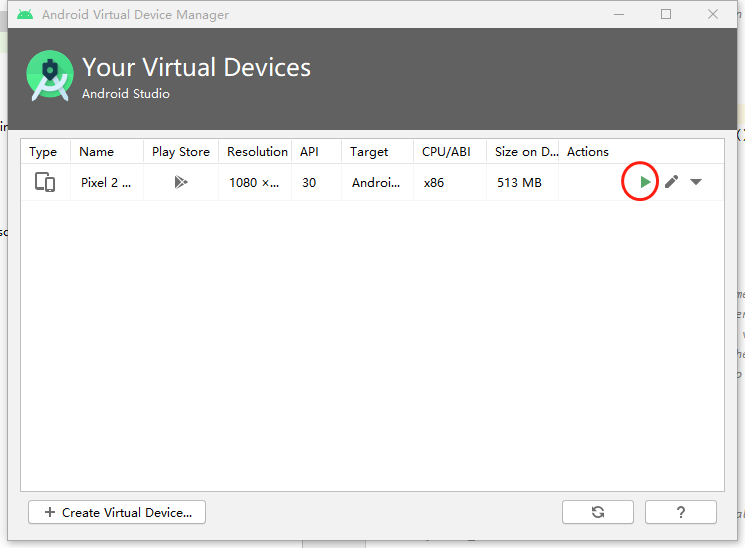 Android Virtual Device Manager
Your Virtual Devices
Android Studio
Type Name Play Store Resolution API Target CPU/ABI Size on D... Actions
Pixel 2 ... 1080 ×... 30 Androi... x86 513 MB
+ Create Virtual Device...
?